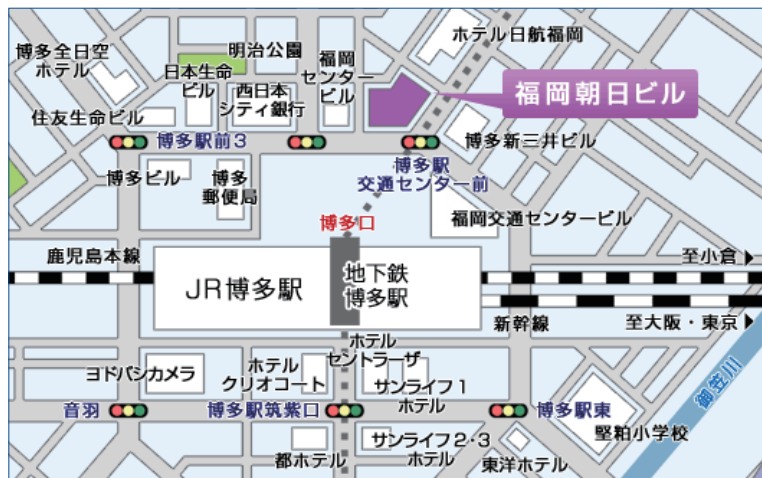 ホテル日航福岡
博多全日空
ホテル
明治公園
福岡
センター
ビル
日本生命
ビル
西日本
シティ銀行
福岡朝日ビル
住友生命ビル
博多駅前3
博多新三井ビル
博多駅
交通センター前
博多ビル
博多
郵便局
福岡交通センタービル
博多口
鹿児島本線
至小倉
JR博多駅
地下鉄
博多駅
新幹線
至大阪・東京
ホテル
セントラーザ
ヨドバシカメラ
ホテル
クリオコート
サンライフ1
ホテル
御笠川
音羽
博多駅筑紫口
博多駅東
堅粕小学校
都ホテル
サンライフ2・3
ホテル
東洋ホテル